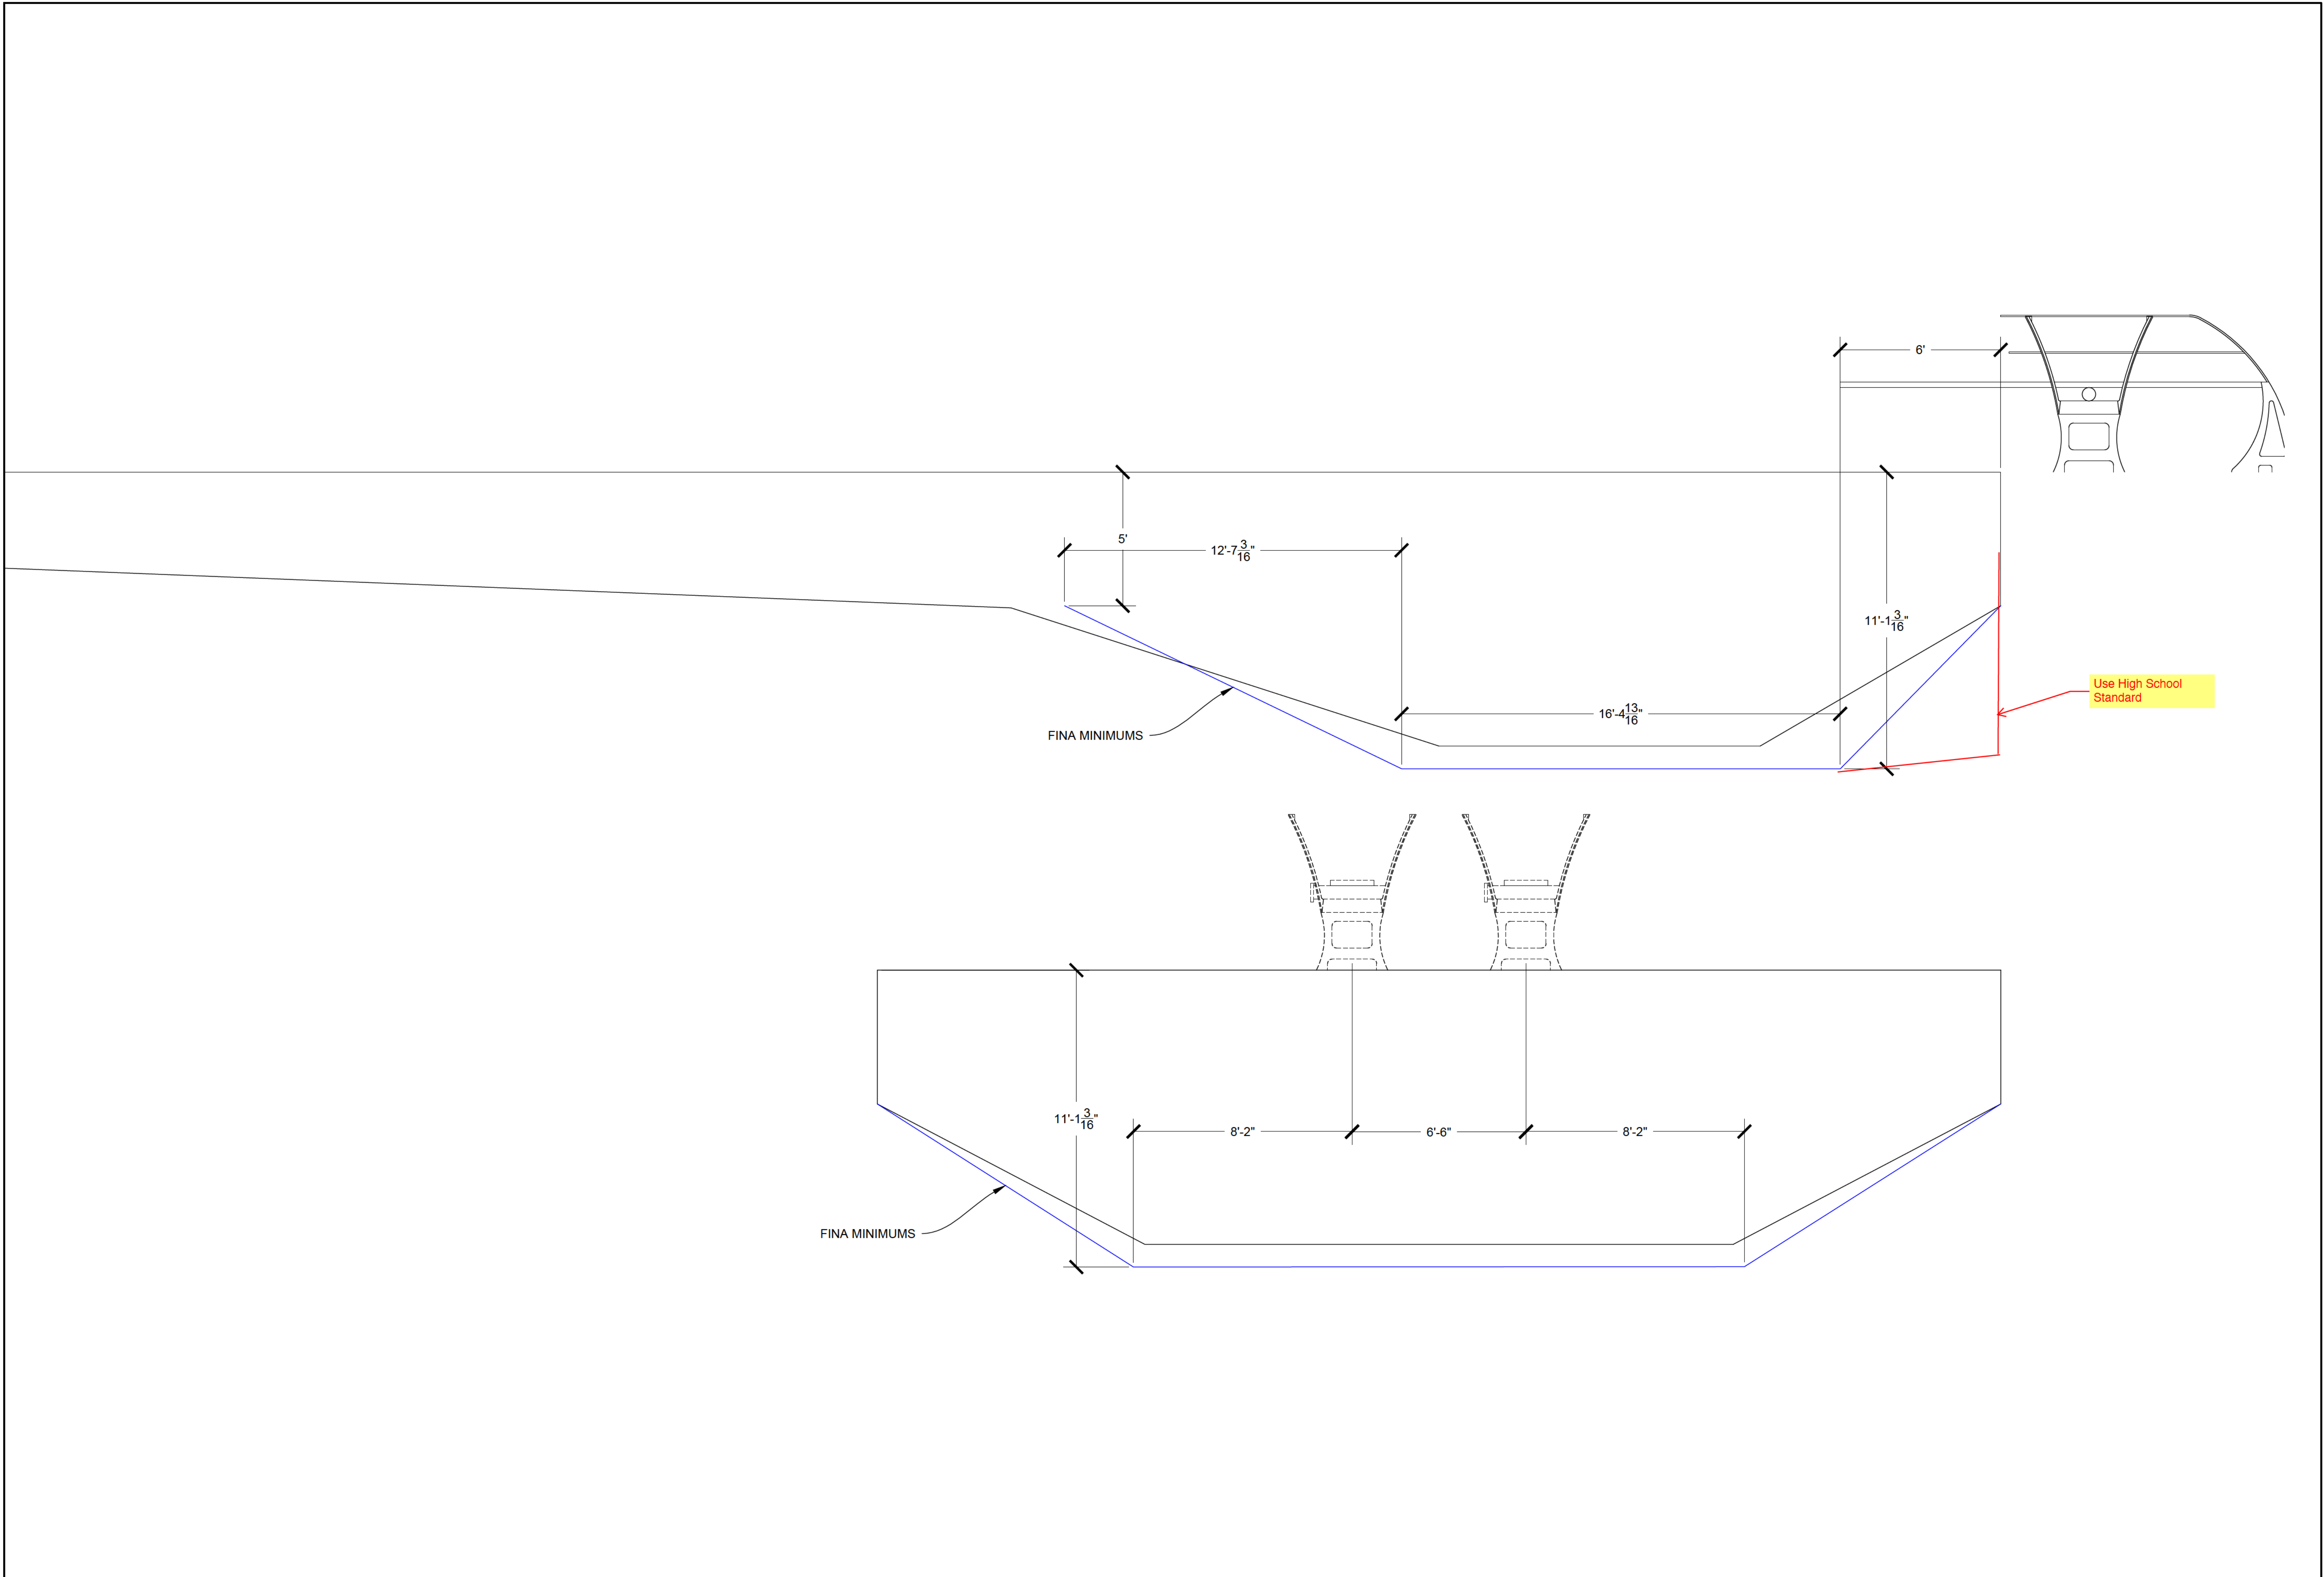 6'
5'
12'-7 3/16"
11'-1 3/16"
Use High School
Standard
16'-4 13/16"
FINA MINIMUMS
11'-1 3/16"
8'-2"
6'-6"
8'-2"
FINA MINIMUMS